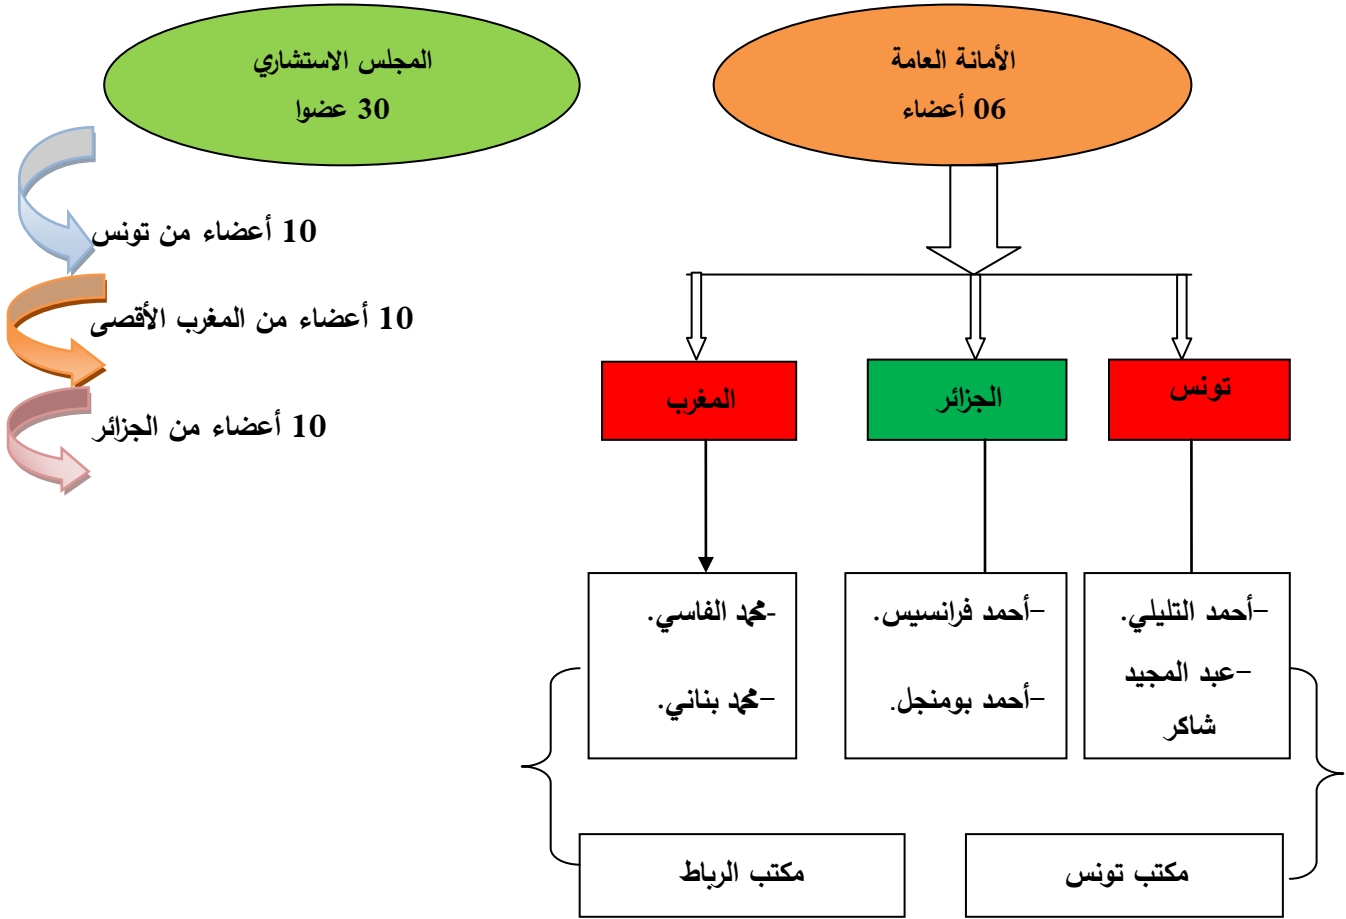 الأمانة العامة
06 أعضاء
المجلس الاستشاري
30 عضوا
10 أعضاء من تونس
10 أعضاء من المغرب الأقصى
10 أعضاء من الجزائر
تونس
الجزائر
المغرب
-أحمد التليلي.
-عبد المجيد
شاكر
-أحمد فرانسيس.
-أحمد بومنجل.
-محمد الفاسي.
-محمد بناني.
مكتب تونس
مكتب الرباط